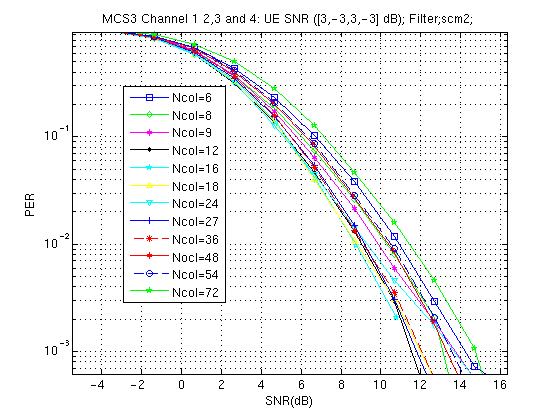 MCS3 Channel 1 2,3 and 4: UE SNR ([3,-3,3,-3] dB); Filter;scm2;
PER
10^-1
10^-2
10^-3
Ncol=6
Ncol=8
Ncol=9
Ncol=12
Ncol=16
Ncol=18
Ncol=24
Ncol=27
Ncol=36
Ncol=48
Ncol=54
Ncol=72
-4 -2 0 2 4 6 8 10 12 14 16
SNR(dB)